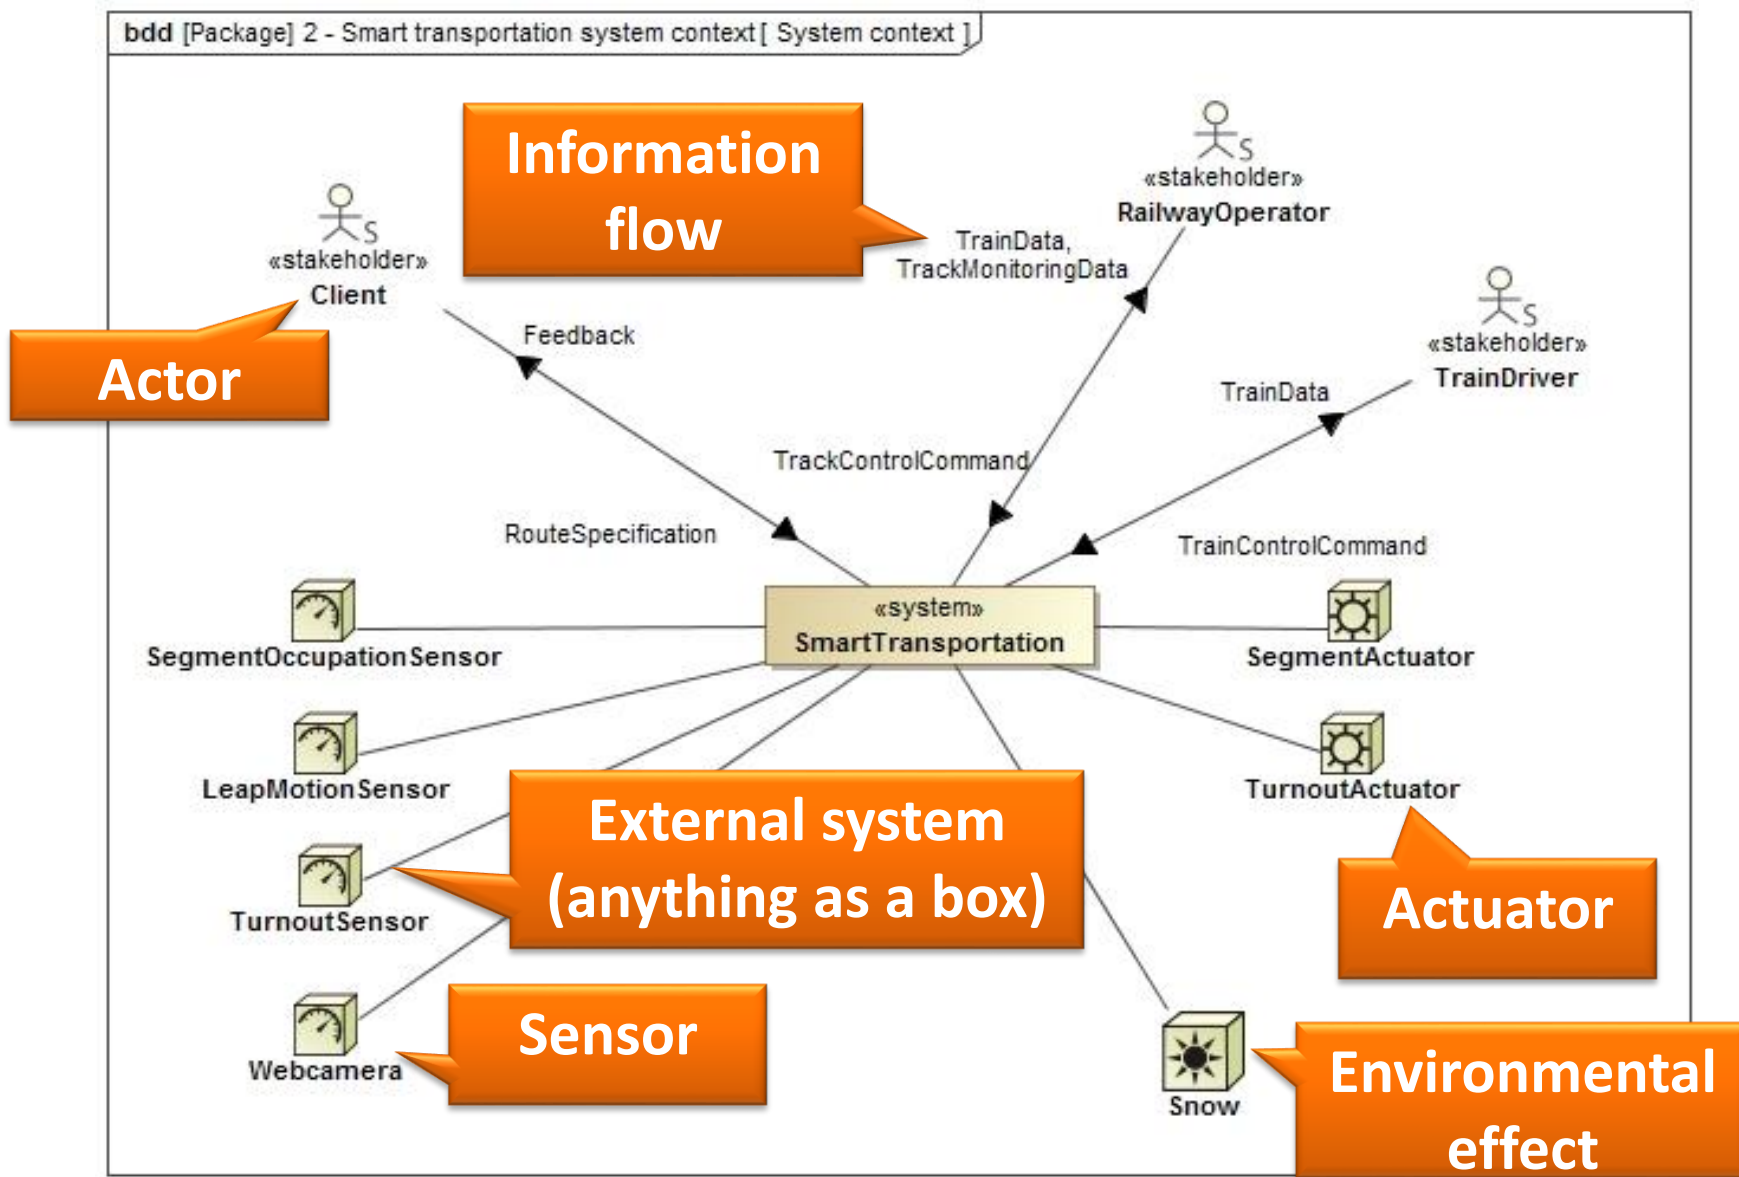 bdd [Package] 2 - Smart transportation system context [ System context ]
Information
flow
S
«stakeholder»
RailwayOperator
S
«stakeholder»
Client
TrainData,
TrackMonitoringData
S
«stakeholder»
TrainDriver
Actor
Feedback
TrainData
TrackControlCommand
RouteSpecification
TrainControlCommand
«system»
SmartTransportation
SegmentOccupationSensor
SegmentActuator
LeapMotionSensor
TurnoutActuator
External system
(anything as a box)
Actuator
TurnoutSensor
Sensor
Webcamera
Snow
Environmental
effect